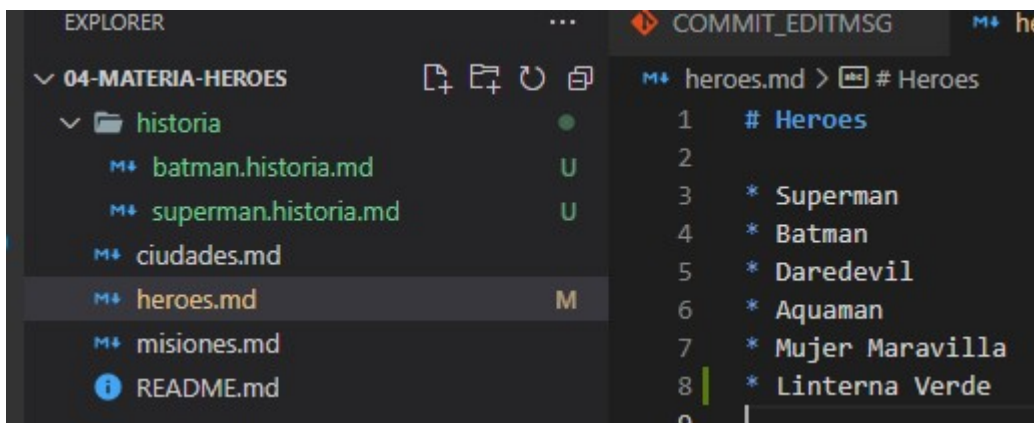 EXPLORER
...
COMMIT_EDITMSG
04-MATERIA-HEROES
historia
batman.historia.md U
superman.historia.md U
ciudades.md
heroes.md M
misiones.md
README.md
heroes.md > # Heroes
1 # Heroes
2
3 * Superman
4 * Batman
5 * Daredevil
6 * Aquaman
7 * Mujer Maravilla
8 * Linterna Verde